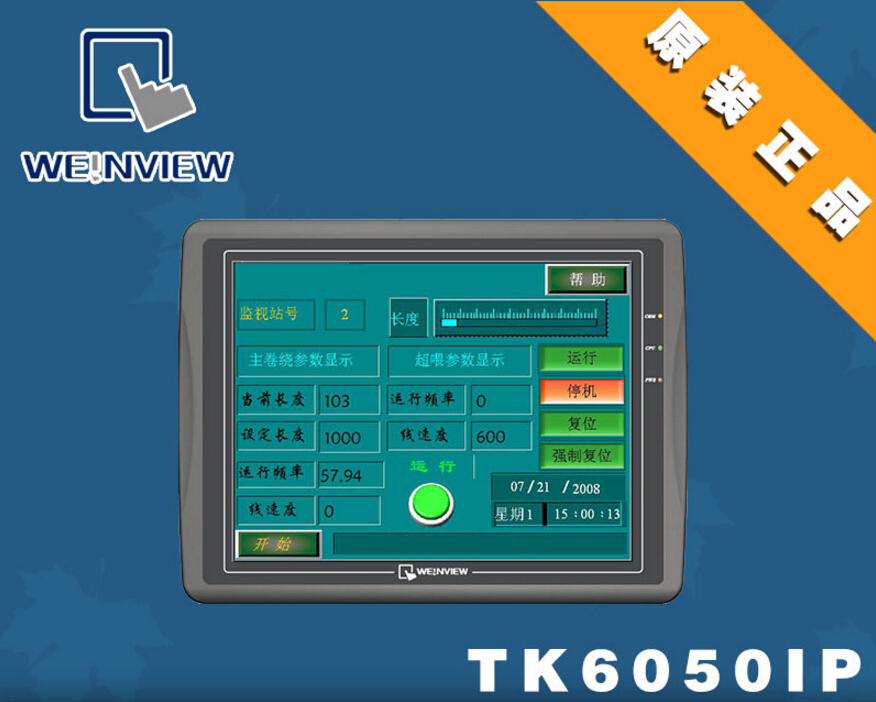 原装正品
WEINVIEW
帮助
监视站号 2 长度
主卷绕参数显示 超喂参数显示 运行
当前长度 103 运行频率 0 停机
设定长度 1000 线速度 600 复位
运行频率 57.94 运行 强制复位
线速度 0 07/21/2008
星期1 15:00:13
开始
WEINVIEW
COM
CPU
PWR
TK6050IP